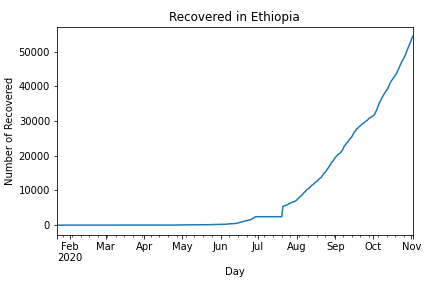 Recovered in Ethiopia
Number of Recovered
50000
40000
30000
20000
10000
0
Feb Mar Apr May Jun Jul Aug Sep Oct Nov
2020
Day